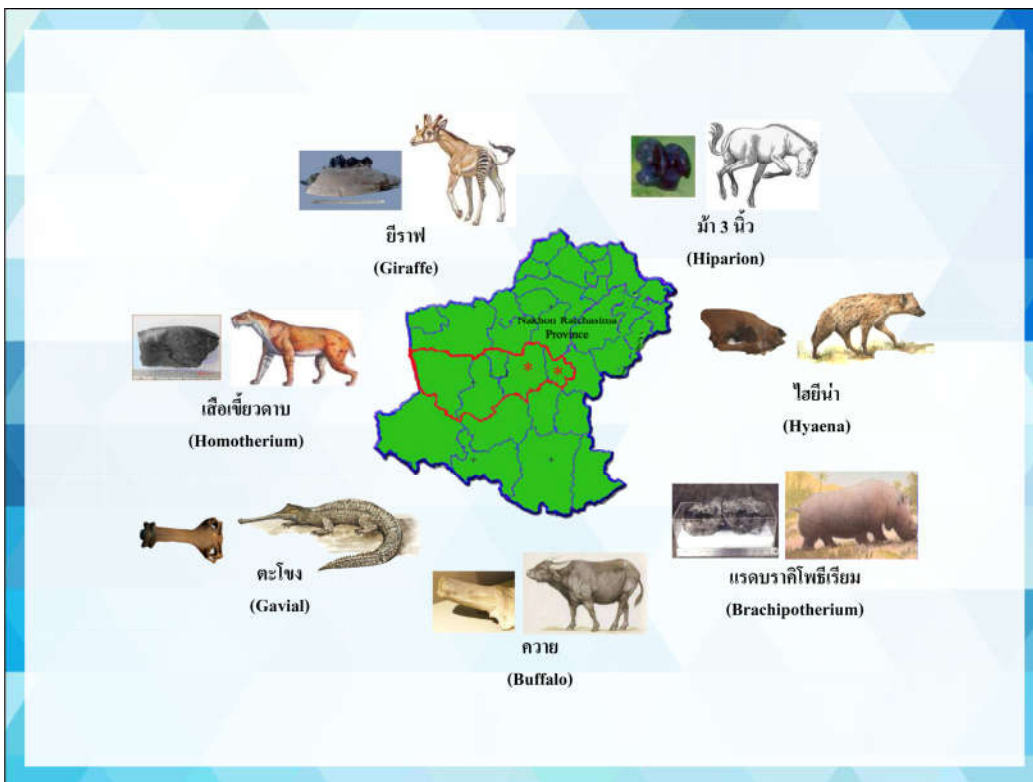 ยีราฟ
(Giraffe)
ม้า 3 นิ้ว
(Hiparion)
Nakhon Ratchasima
Province
เสือเขี้ยวดาบ
(Homotherium)
ไฮยีน่า
(Hyaena)
ตะโขง
(Gavial)
แรดบราคิโพธีเรียม
(Brachipotherium)
ควาย
(Buffalo)